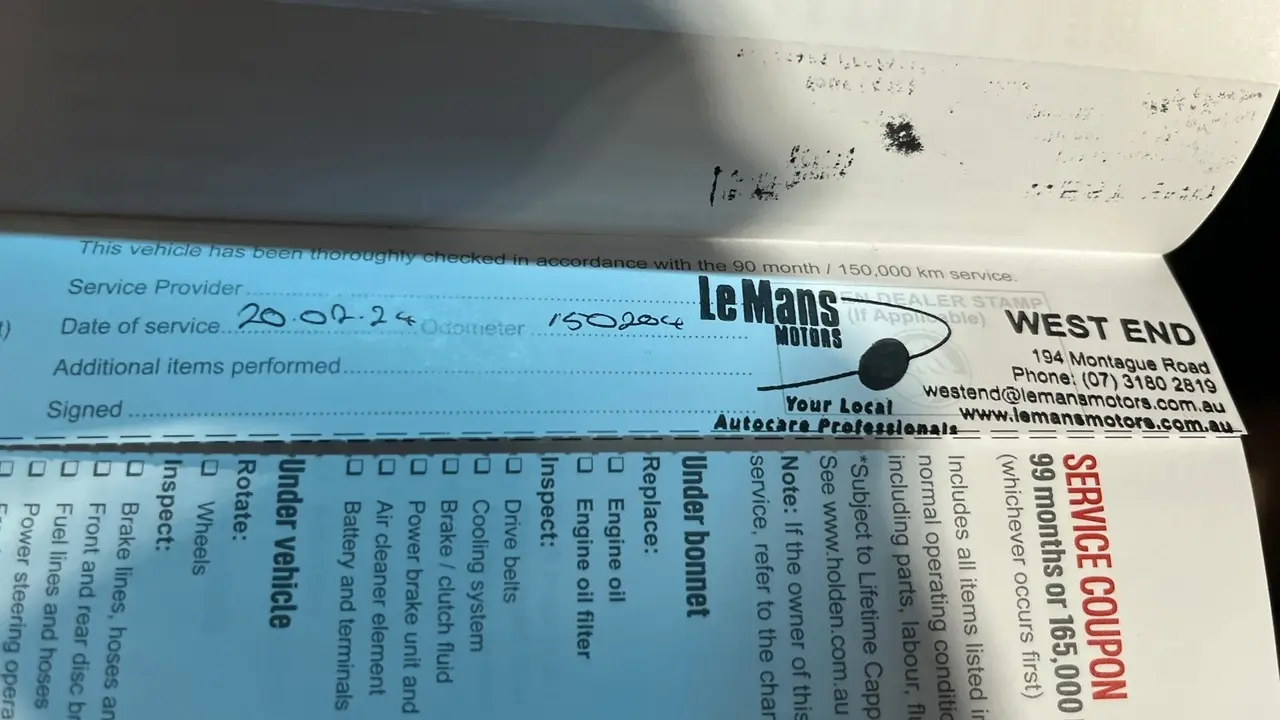 This vehicle has been thoroughly checked in accordance with the 90 month / 150,000 km service.
Service Provider
Date of service 20.02.24 Odometer 150204
Additional items performed
Signed
DEALER STAMP
(If Applicable)
Le Mans
MOTORS
Your Local
Autocare Professionals
WEST END
194 Montague Road
Phone: (07) 3180 2819
westend@lemansmotors.com.au
www.lemansmotors.com.au
SERVICE COUPON
99 months or 165,000
(whichever occurs first)
Includes all items listed
normal operating
including parts, labour,
*Subject to Lifetime
See www.holden.com.au
Note: If the owner of this
service, refer to the
Under bonnet
Replace:
☐ Engine oil
☐ Engine oil filter
Inspect:
☐ Drive belts
☐ Cooling system
☐ Brake / clutch fluid
☐ Power brake unit and
☐ Air cleaner element
☐ Battery and terminals
Under vehicle
Rotate:
☐ Wheels
Inspect:
☐ Brake lines, hoses
☐ Front and rear disc
☐ Fuel lines and hoses
☐ Power steering